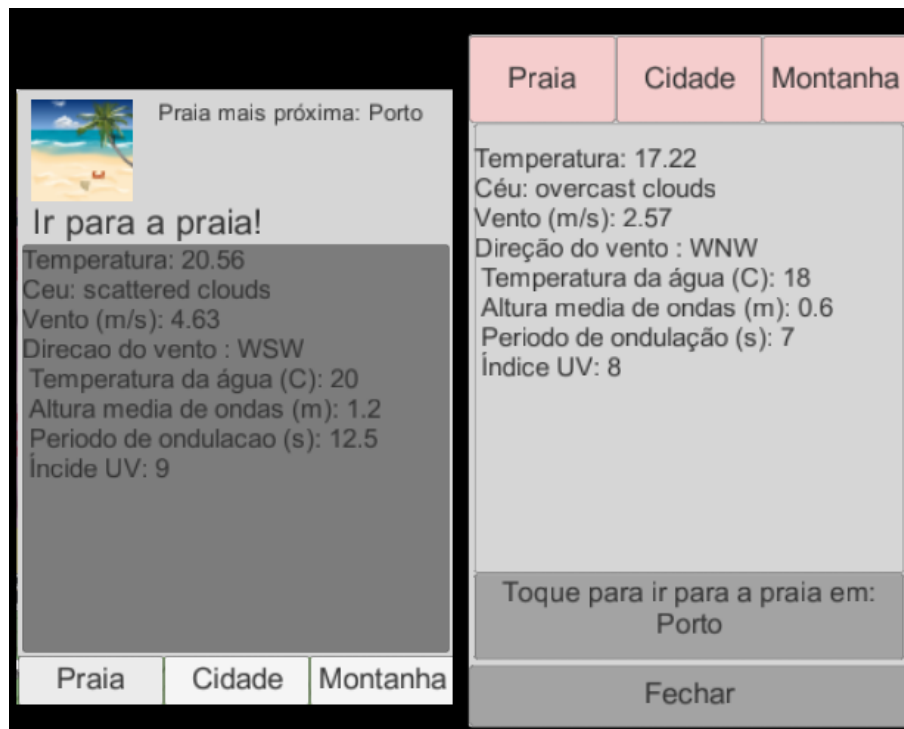 Praia mais próxima: Porto
Ir para a praia!
Temperatura: 20.56
Ceu: scattered clouds
Vento (m/s): 4.63
Direcao do vento : WSW
Temperatura da água (C): 20
Altura media de ondas (m): 1.2
Periodo de ondulacao (s): 12.5
Íncide UV: 9
Praia Cidade Montanha
Praia Cidade Montanha
Temperatura: 17.22
Céu: overcast clouds
Vento (m/s): 2.57
Direção do vento : WNW
Temperatura da água (C): 18
Altura media de ondas (m): 0.6
Periodo de ondulação (s): 7
Índice UV: 8
Toque para ir para a praia em:
Porto
Fechar